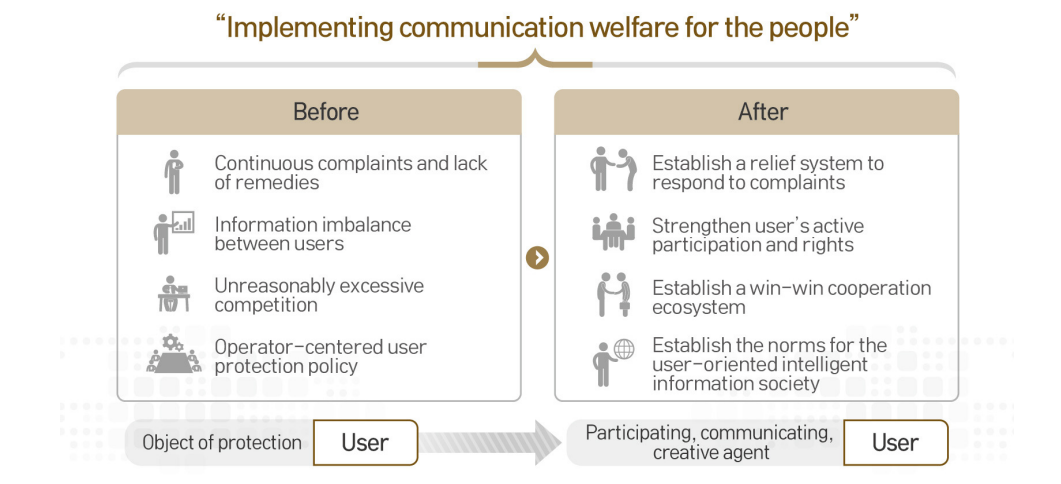 “Implementing communication welfare for the people”
Before
Continuous complaints and lack
of remedies
Information imbalance
between users
Unreasonably excessive
competition
Operator-centered user
protection policy
After
Establish a relief system to
respond to complaints
Strengthen user's active
participation and rights
Establish a win-win cooperation
ecosystem
Establish the norms for the
user-oriented intelligent
information society
Object of protection
User
Participating, communicating,
creative agent
User